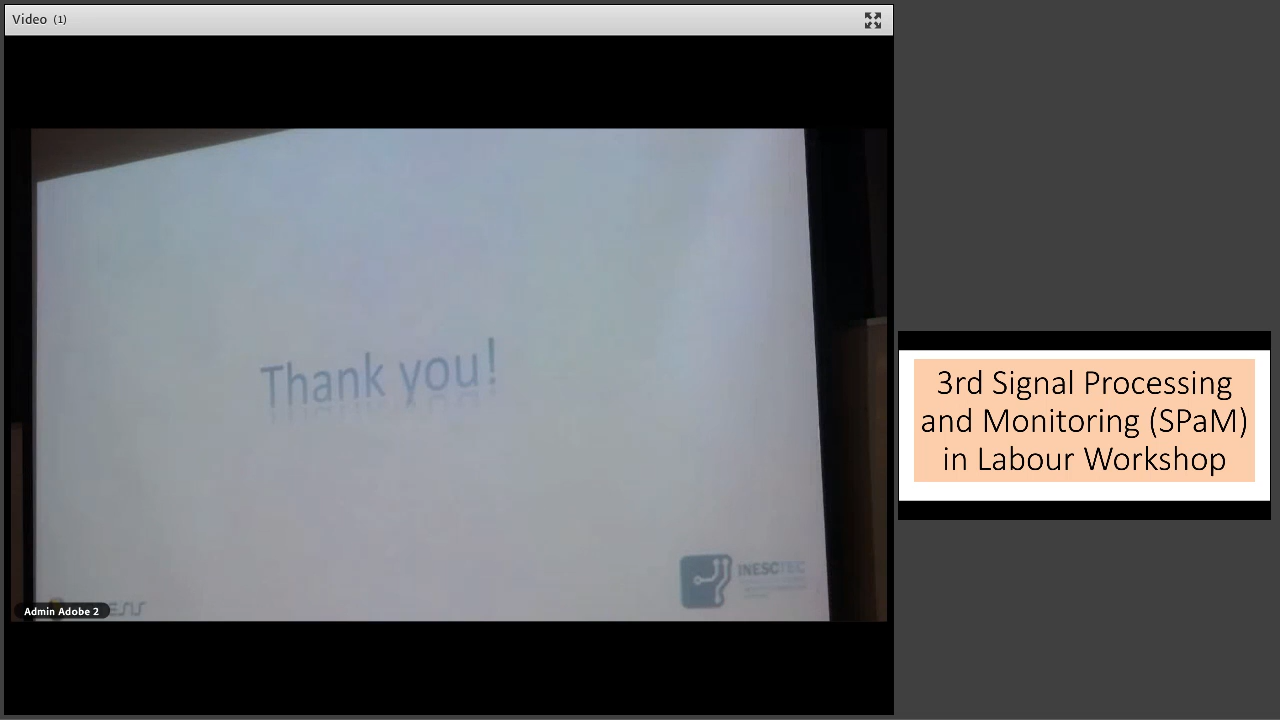 Video (1)
Thank you!
INESCTEC
Admin Adobe 2
3rd Signal Processing
and Monitoring (SPaM)
in Labour Workshop